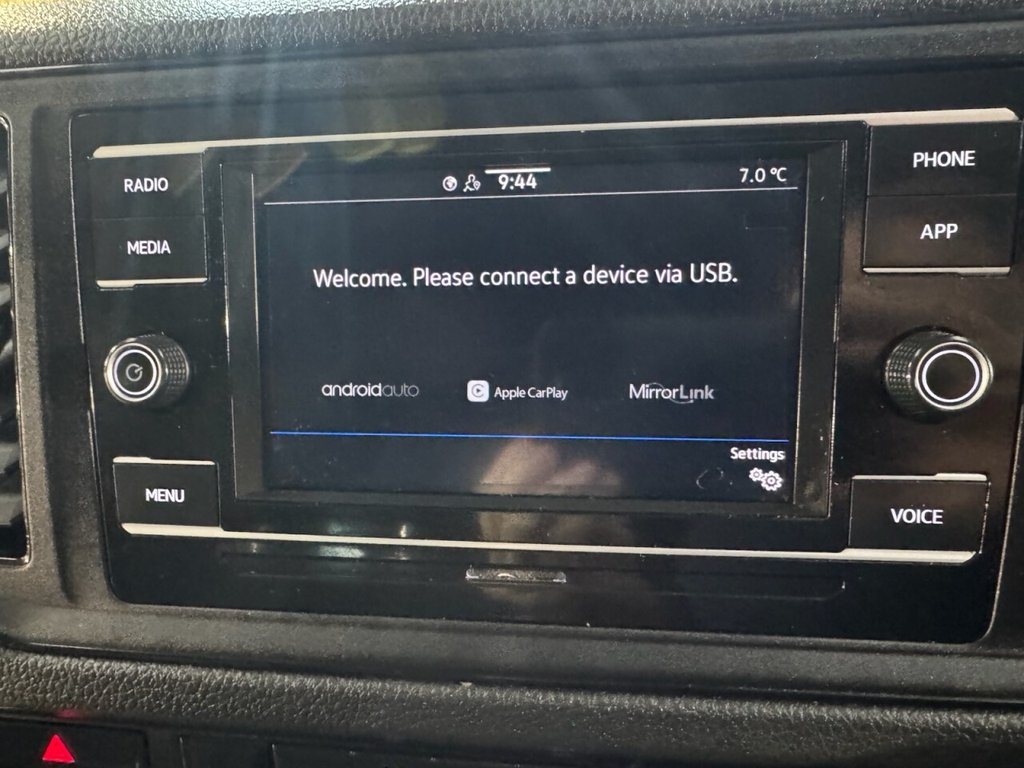 RADIO
MEDIA
MENU
9:44
7.0 °C
Welcome. Please connect a device via USB.
androidauto
Apple CarPlay
MirrorLink
Settings
PHONE
APP
VOICE